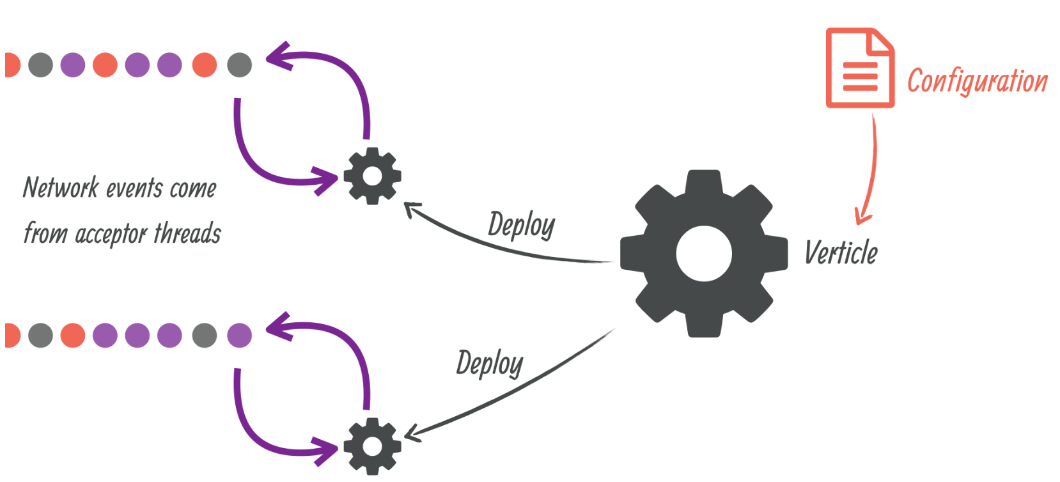 Configuration
Network events come
from acceptor threads
Deploy
Verticle
Deploy